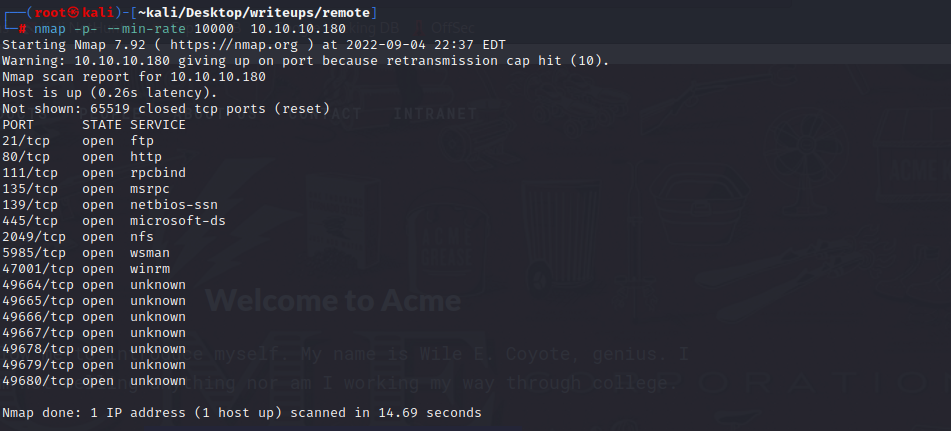 ┌──(root㉿kali)-[~kali/Desktop/writeups/remote]
└─# nmap -p- --min-rate 10000  10.10.10.180
Starting Nmap 7.92 ( https://nmap.org ) at 2022-09-04 22:37 EDT
Warning: 10.10.10.180 giving up on port because retransmission cap hit (10).
Nmap scan report for 10.10.10.180
Host is up (0.26s latency).
Not shown: 65519 closed tcp ports (reset)
CONTACT INTRANET
PORT      STATE SERVICE
21/tcp    open  ftp
80/tcp    open  http
111/tcp   open  rpcbind
135/tcp   open  msrpc
ACME
139/tcp   open  netbios-ssn
445/tcp   open  microsoft-ds
2049/tcp  open  nfs
5985/tcp  open  wsman
47001/tcp open  winrm
49664/tcp open  unknown
49665/tcp open  unknown
Welcome to Acme
49666/tcp open  unknown
49667/tcp open  unknown
49678/tcp open  unknown
myself. My name is Wile E. Coyote, genius. I
49679/tcp open  unknown
49680/tcp open  unknown
nor am I working my way through college.
Nmap done: 1 IP address (1 host up) scanned in 14.69 seconds